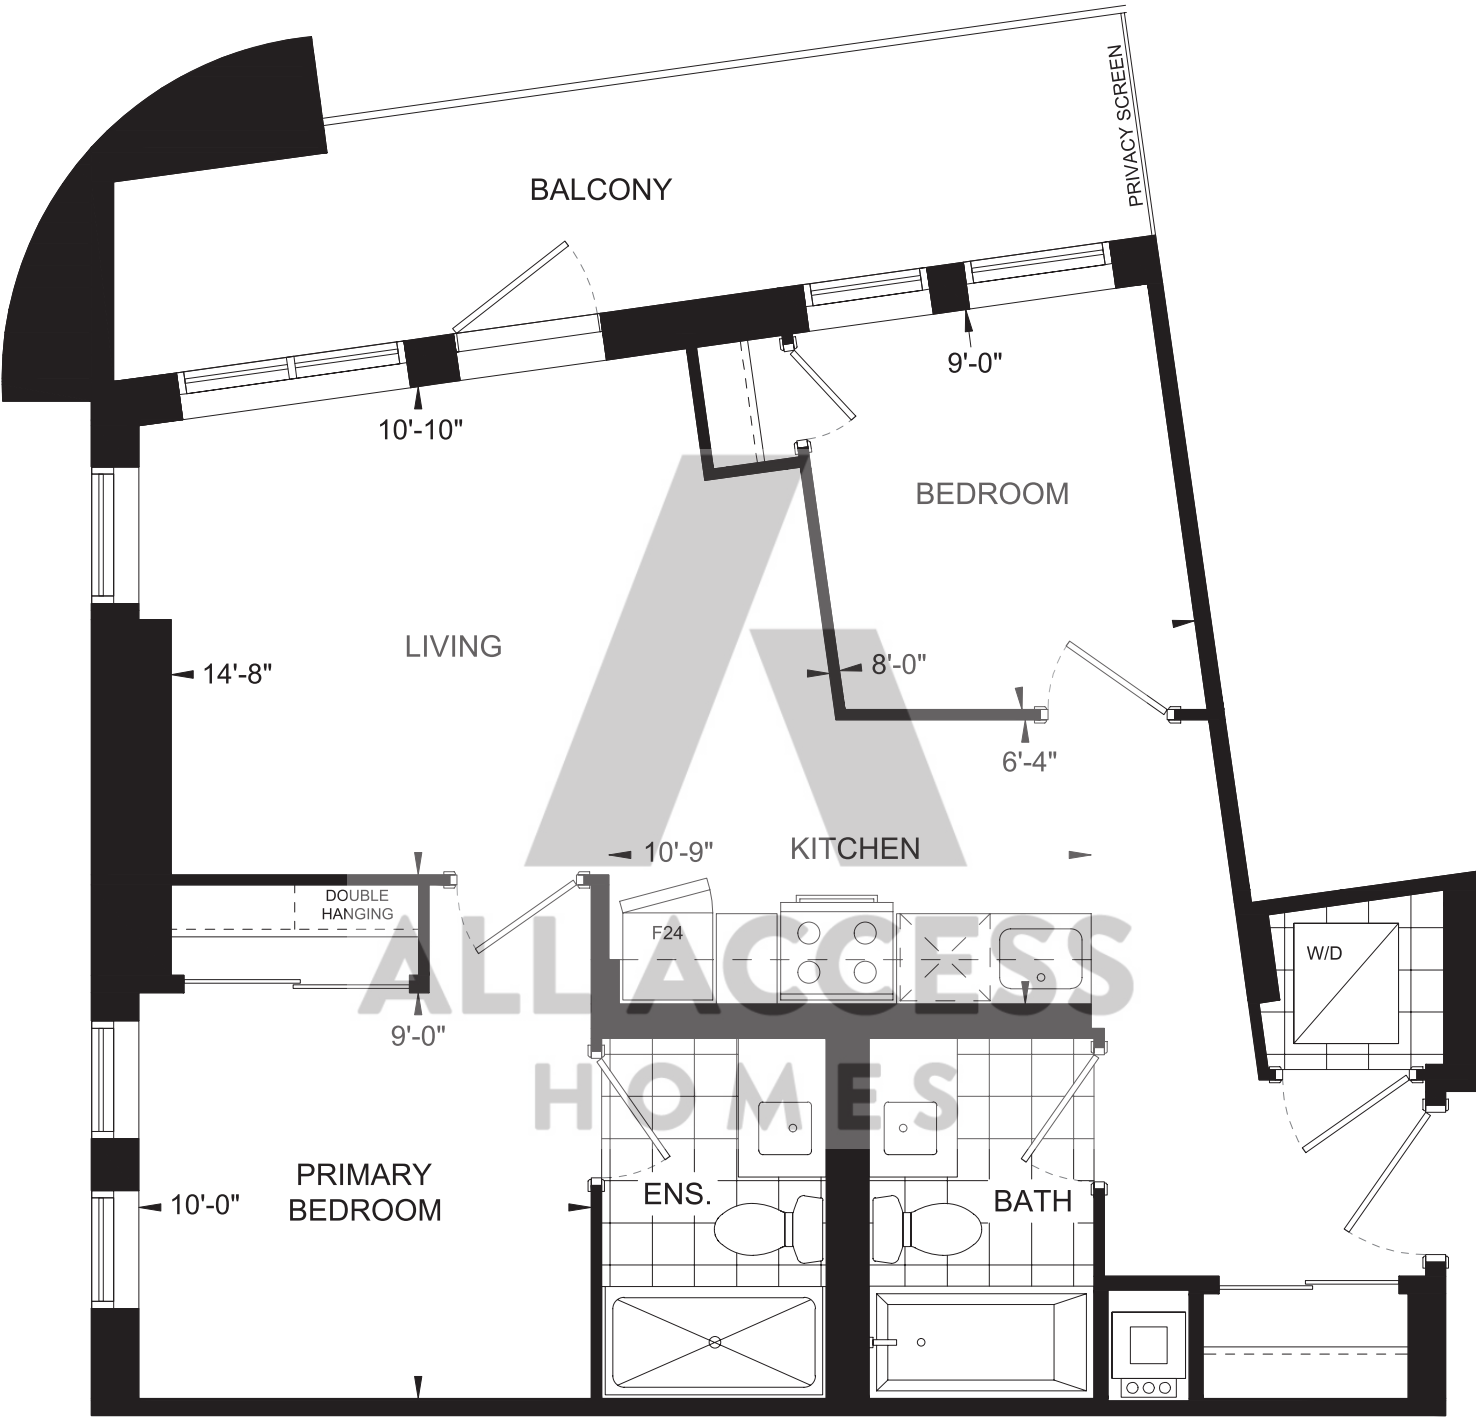 PRIVACY SCREEN
BALCONY
9'-0"
10'-10"
BEDROOM
LIVING
8'-0"
14'-8"
6'-4"
KITCHEN
10'-9"
DOUBLE
HANGING
F24
ALL ACCESS
W/D
9'-0"
HOMES
PRIMARY
BEDROOM
10'-0"
ENS.
BATH